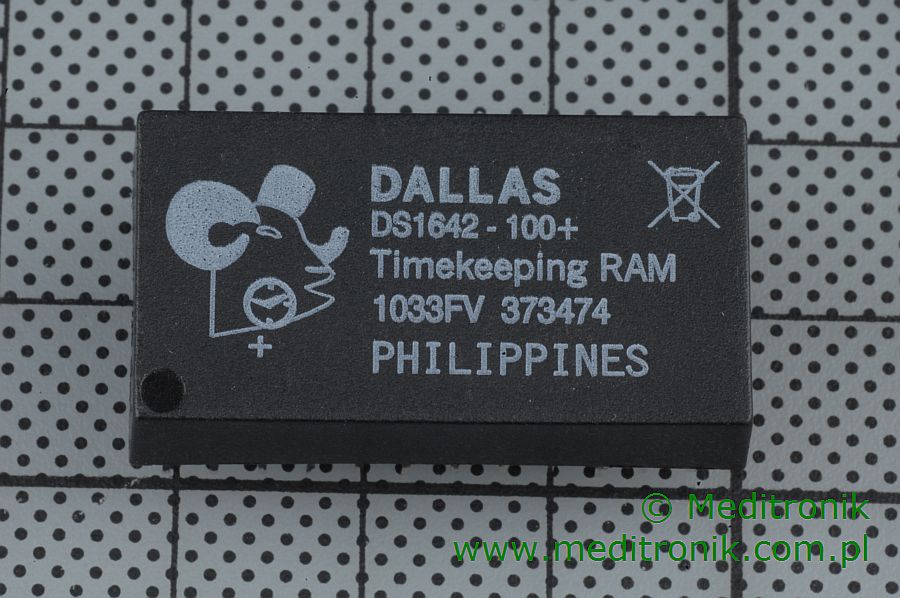 DALLAS
DS1642 - 100+
Timekeeping RAM
1033FV 373474
PHILIPPINES
+
© Meditronik
www.meditronik.com.pl